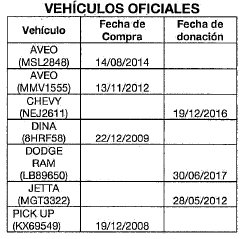 VEHÍCULOS OFICIALES
Vehículo Fecha de Compra Fecha de donación
AVEO (MSL2848) 14/08/2014
AVEO (MMV1555) 13/11/2012
CHEVY (NEJ2611) 19/12/2016
DINA (8HRF58) 22/12/2009
DODGE RAM (LB89650) 30/06/2017
JETTA (MGT3322) 28/05/2012
PICK UP (KX69549) 19/12/2008